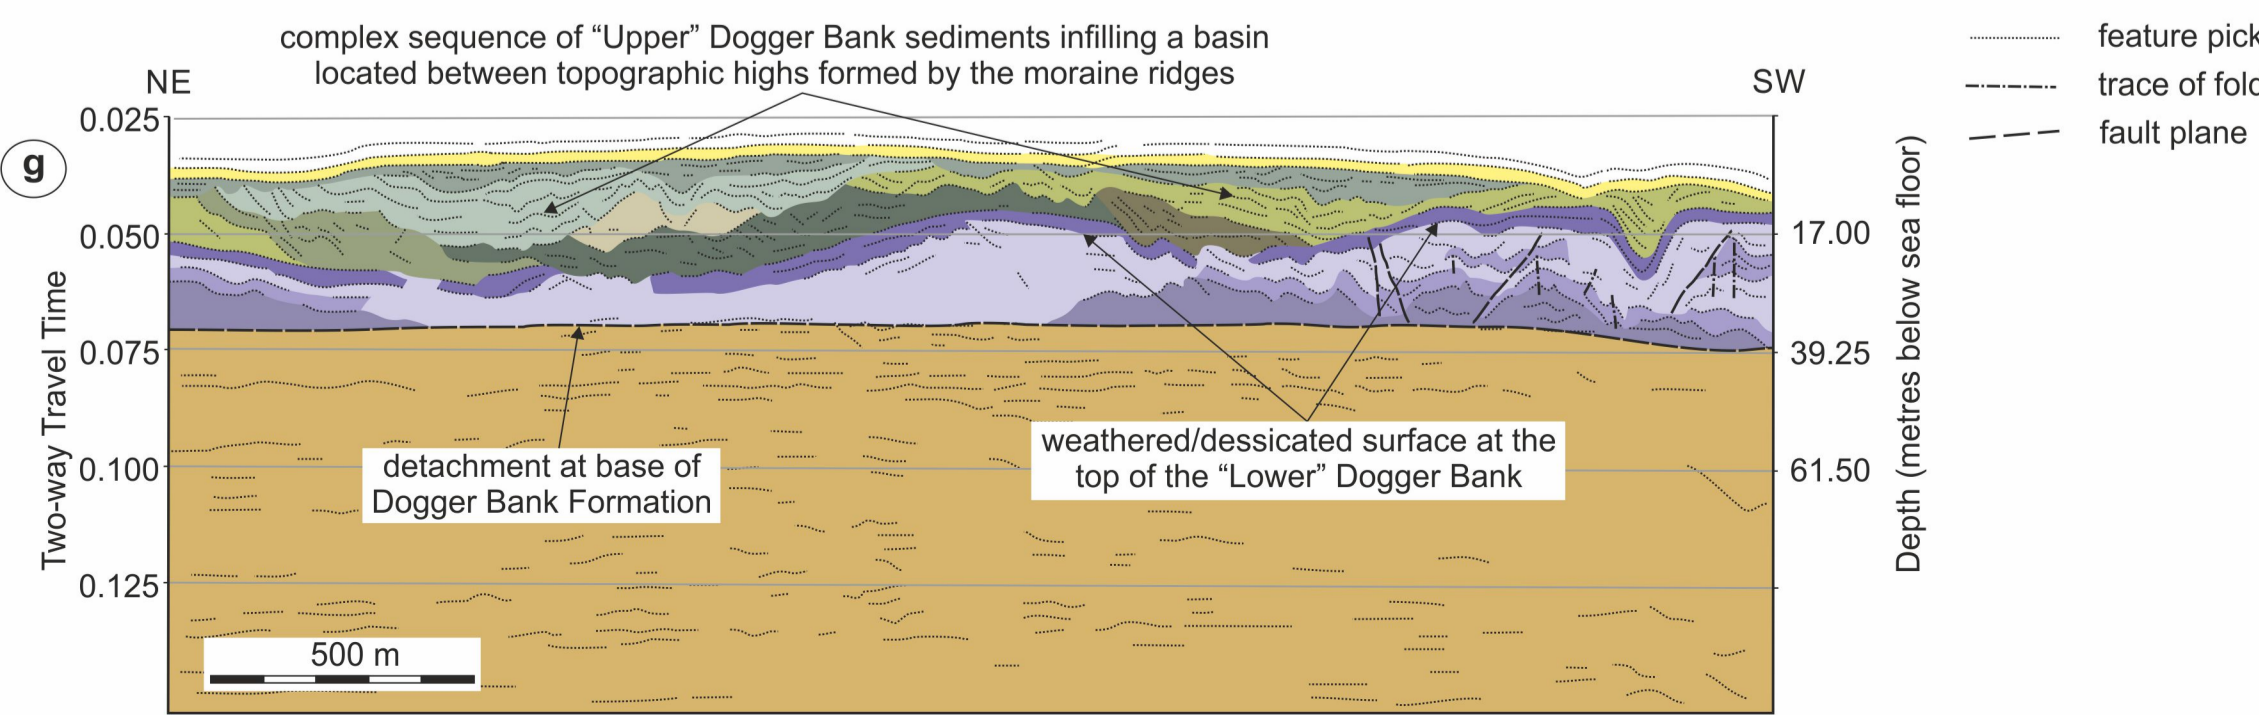 complex sequence of “Upper” Dogger Bank sediments infilling a basin
located between topographic highs formed by the moraine ridges
NE
SW
g
feature pick
trace of fold
fault plane
0.025
0.050
0.075
0.100
0.125
Two-way Travel Time
17.00
39.25
61.50
Depth (metres below sea floor)
detachment at base of
Dogger Bank Formation
weathered/dessicated surface at the
top of the “Lower” Dogger Bank
500 m